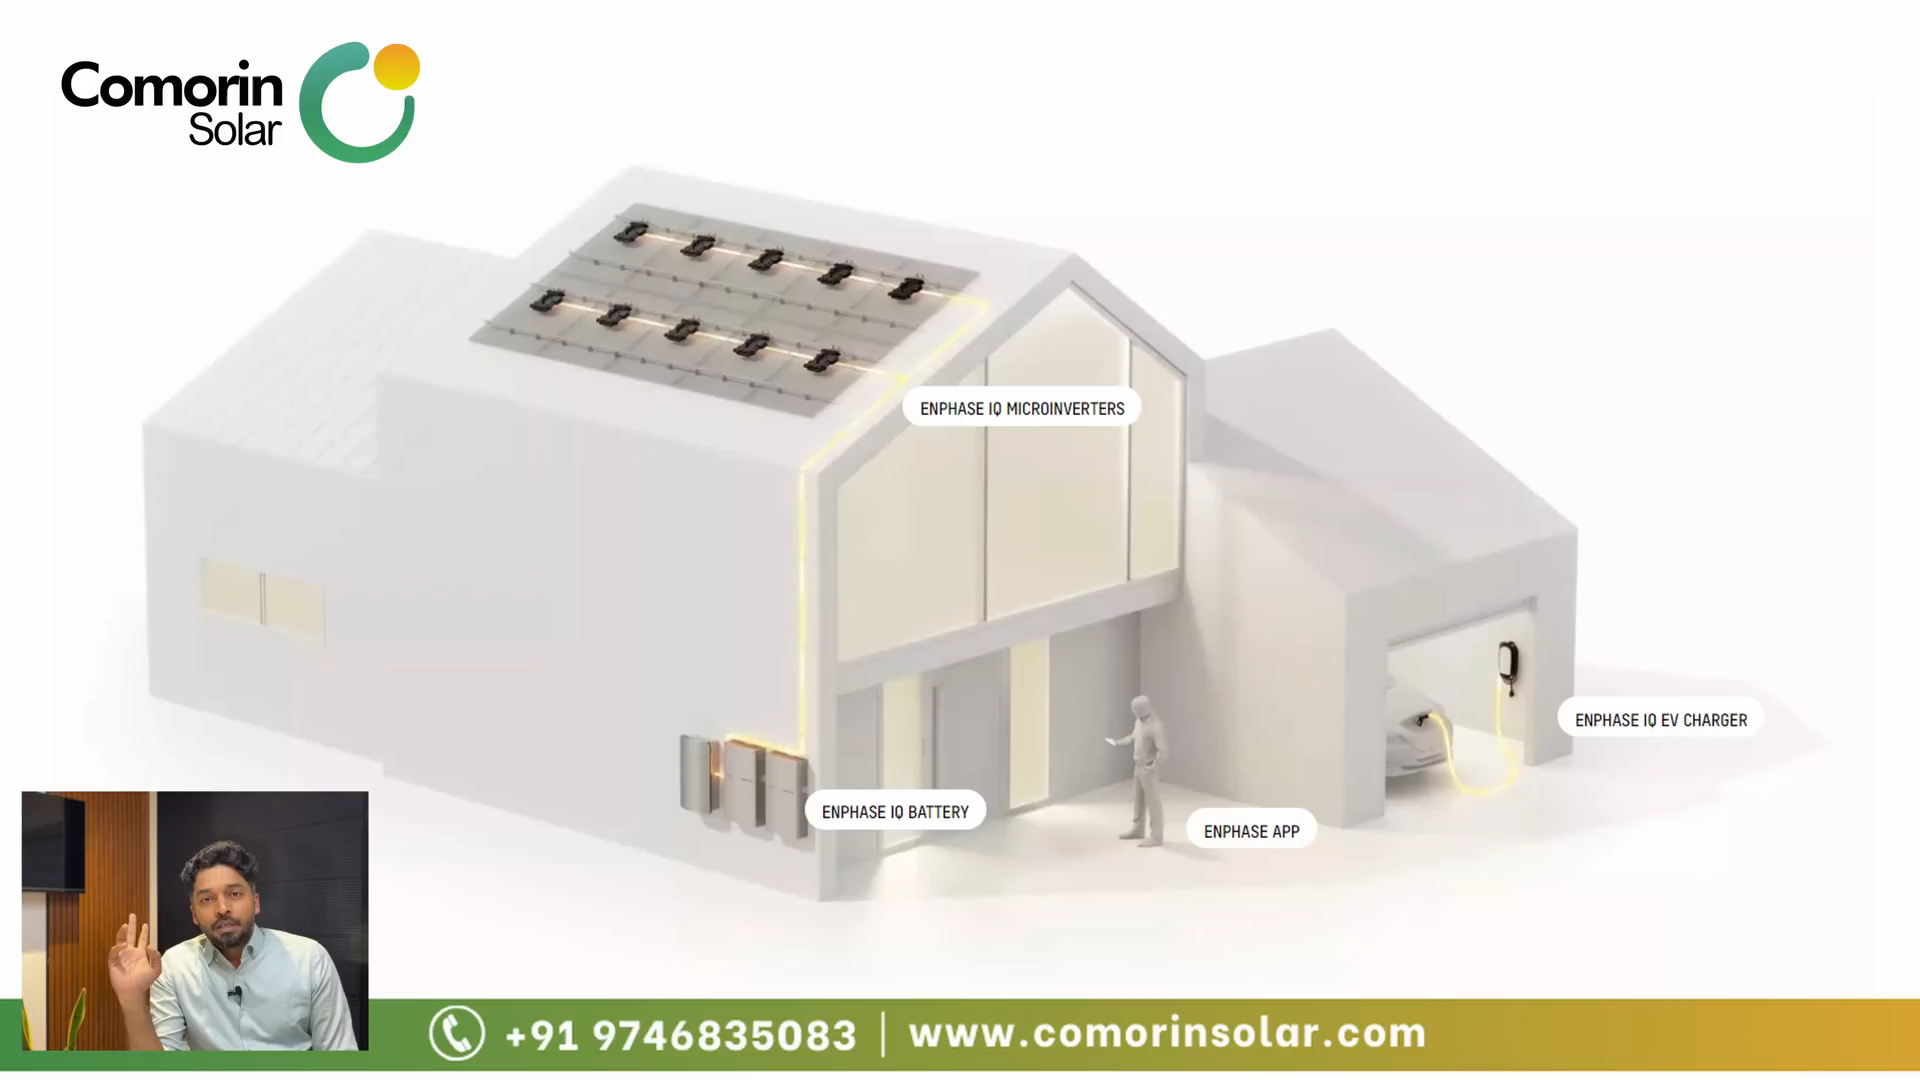 Comorin
Solar
ENPHASE IQ MICROINVERTERS
ENPHASE IQ EV CHARGER
ENPHASE IQ BATTERY
ENPHASE APP
+91 9746835083 | www.comorinsolar.com